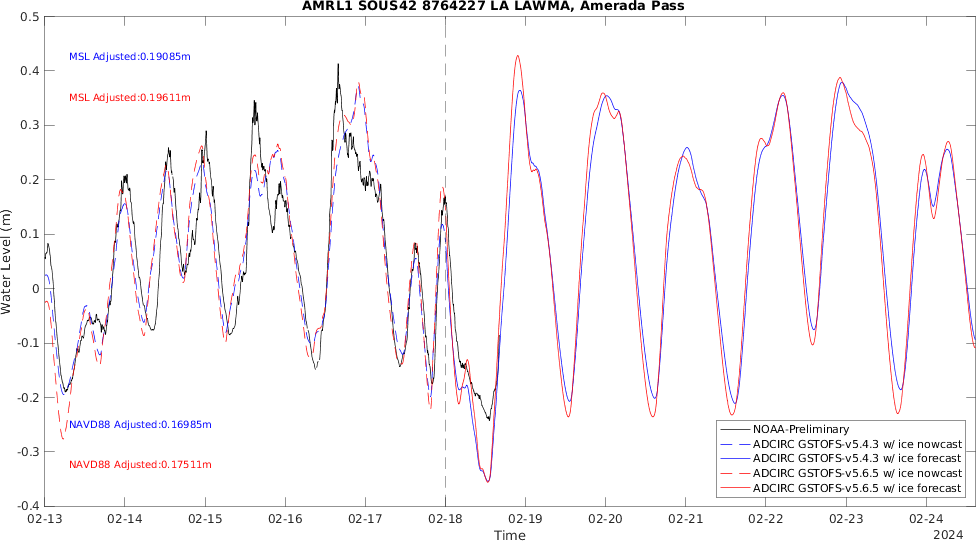 AMRL1 SOUS42 8764227 LA LAWMA, Amerada Pass
0.5
0.4
0.3
0.2
0.1
0
-0.1
-0.2
-0.3
-0.4
Water Level (m)
MSL Adjusted:0.19085m
MSL Adjusted:0.19611m
NAVD88 Adjusted:0.16985m
NAVD88 Adjusted:0.17511m
NOAA-Preliminary
ADCIRC GSTOFS-v5.4.3 w/ ice nowcast
ADCIRC GSTOFS-v5.4.3 w/ ice forecast
ADCIRC GSTOFS-v5.6.5 w/ ice nowcast
ADCIRC GSTOFS-v5.6.5 w/ ice forecast
02-13 02-14 02-15 02-16 02-17 02-18 02-19 02-20 02-21 02-22 02-23 02-24
Time
2024